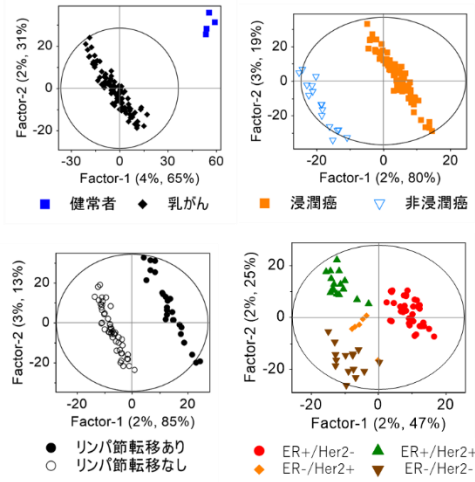 Factor-2 (2%, 31%)
20
0
-20
-30
0
30
60
Factor-1 (4%, 65%)
健常者
乳がん
Factor-2 (3%, 19%)
20
0
-20
-20
0
20
Factor-1 (2%, 80%)
浸潤癌
非浸潤癌
Factor-2 (3%, 13%)
20
0
-20
-20
0
20
Factor-1 (2%, 85%)
リンパ節転移あり
リンパ節転移なし
Factor-2 (2%, 25%)
20
0
-20
-20
0
20
Factor-1 (2%, 47%)
ER+/Her2-
ER+/Her2+
ER-/Her2+
ER-/Her2-